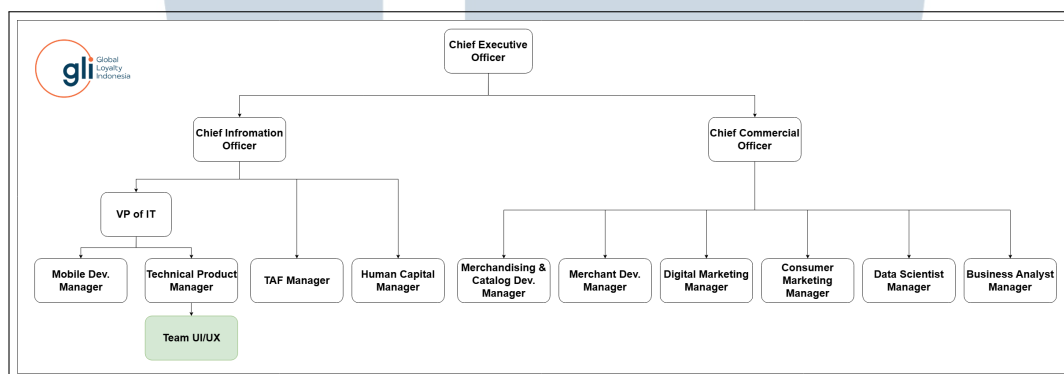 gli
Global
Loyalty
Indonesia
Chief Executive
Officer
Chief Infromation
Officer
Chief Commercial
Officer
VP of IT
Mobile Dev.
Manager
Technical Product
Manager
TAF Manager
Human Capital
Manager
Merchandising &
Catalog Dev.
Manager
Merchant Dev.
Manager
Digital Marketing
Manager
Consumer
Marketing
Manager
Data Scientist
Manager
Business Analyst
Manager
Team UI/UX